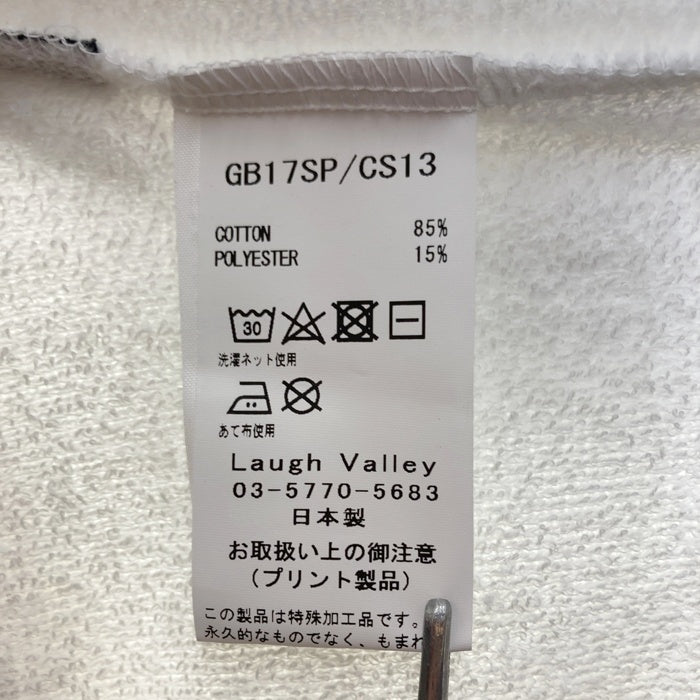 GB17SP/CS13
COTTON 85%
POLYESTER 15%
30
洗濯ネット使用
あて布使用
Laugh Valley
03-5770-5683
日本製
お取扱い上の御注意
(プリント製品)
この製品は特殊加工品です。
永久的なものでなく、もまれ